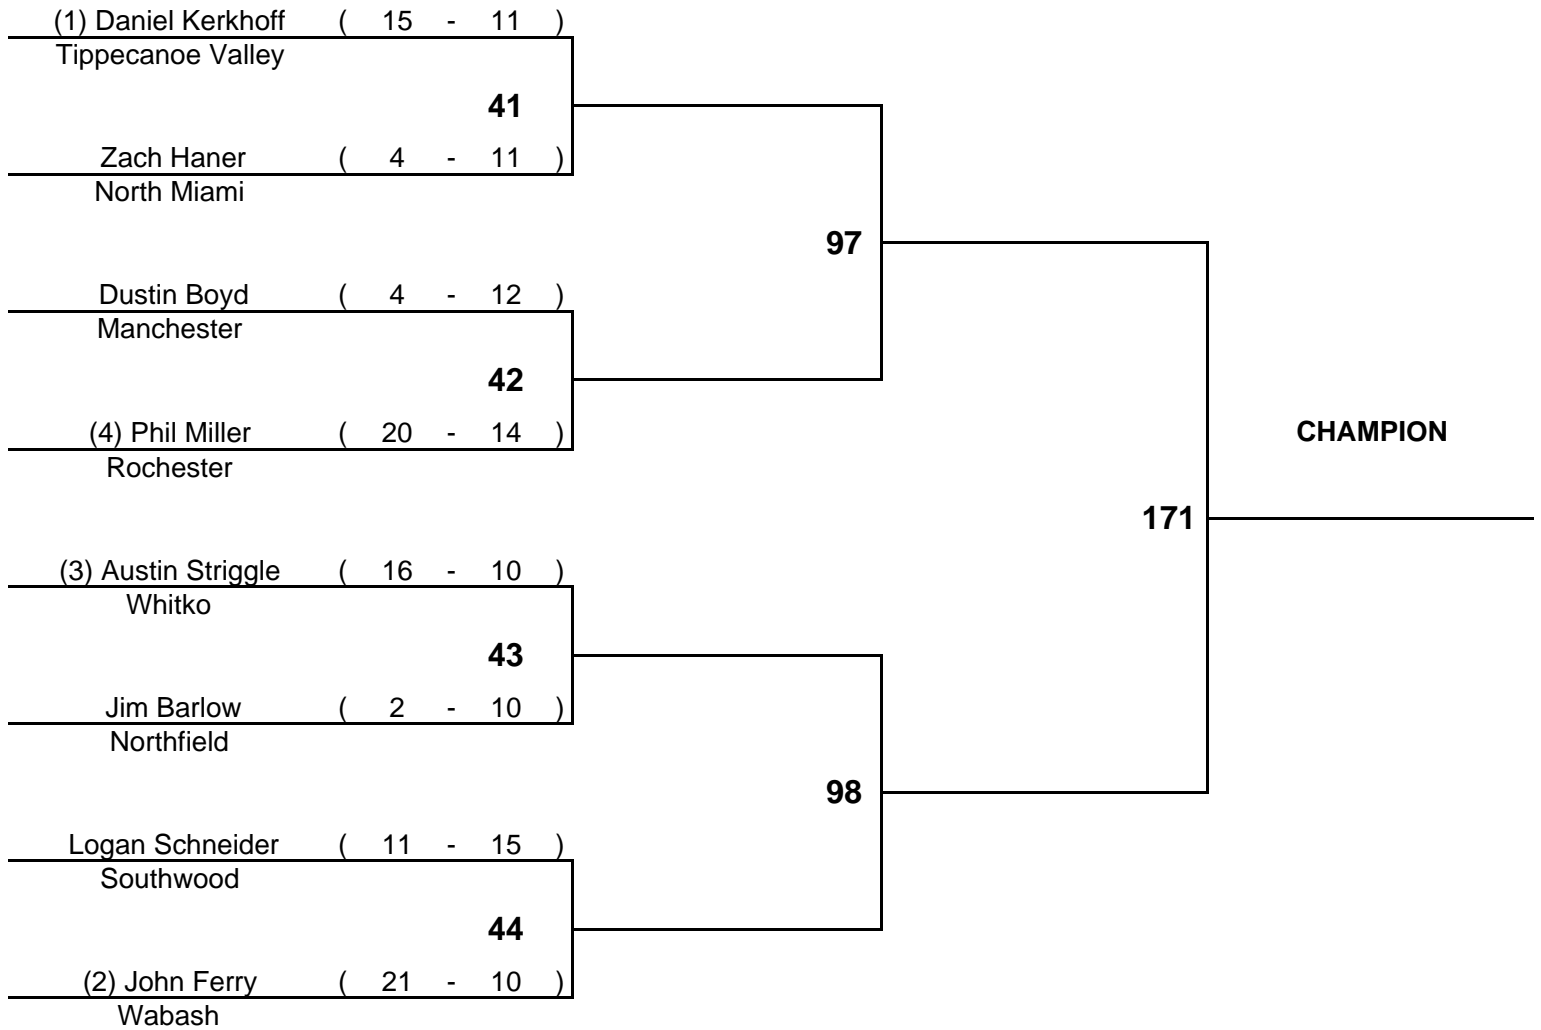 (1) Daniel Kerkhoff ( 15 - 11 )
Tippecanoe Valley
41
Zach Haner ( 4 - 11 )
North Miami
97
Dustin Boyd ( 4 - 12 )
Manchester
42
(4) Phil Miller ( 20 - 14 )
Rochester
CHAMPION
171
(3) Austin Striggle ( 16 - 10 )
Whitko
43
Jim Barlow ( 2 - 10 )
Northfield
98
Logan Schneider ( 11 - 15 )
Southwood
44
(2) John Ferry ( 21 - 10 )
Wabash